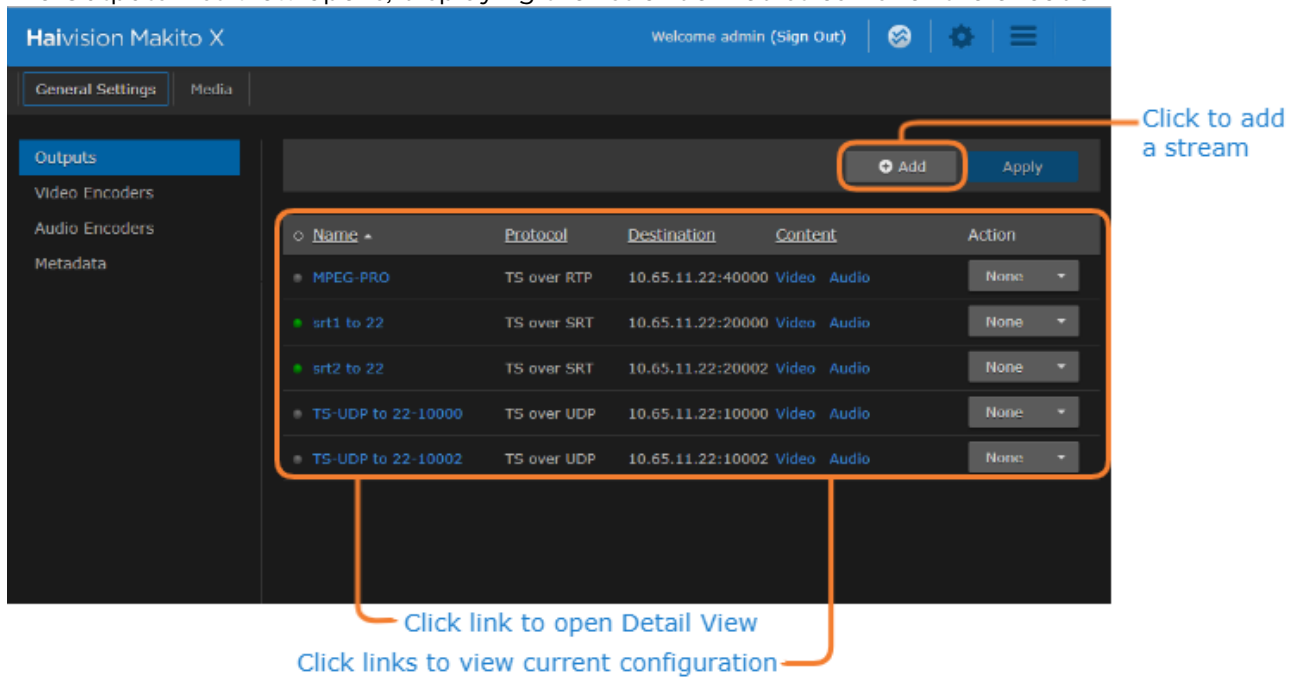 Haivision Makito X
Welcome admin (Sign Out)
General Settings Media
Click to add
a stream
Outputs
Add Apply
Video Encoders
Audio Encoders
Metadata
Name Protocol Destination Content Action
MPEG-PRO TS over RTP 10.65.11.22:40000 Video Audio None
srt1 to 22 TS over SRT 10.65.11.22:20000 Video Audio None
srt2 to 22 TS over SRT 10.65.11.22:20002 Video Audio None
TS-UDP to 22-10000 TS over UDP 10.65.11.22:10000 Video Audio None
TS-UDP to 22-10002 TS over UDP 10.65.11.22:10002 Video Audio None
Click link to open Detail View
Click links to view current configuration